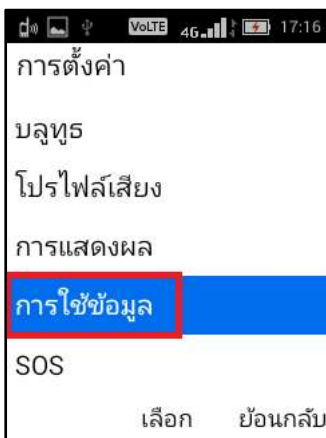 VoLTE 4G 17:16
การตั้งค่า
บลูทูธ
โปรไฟล์เสียง
การแสดงผล
การใช้ข้อมูล
SOS
เลือก ย้อนกลับ